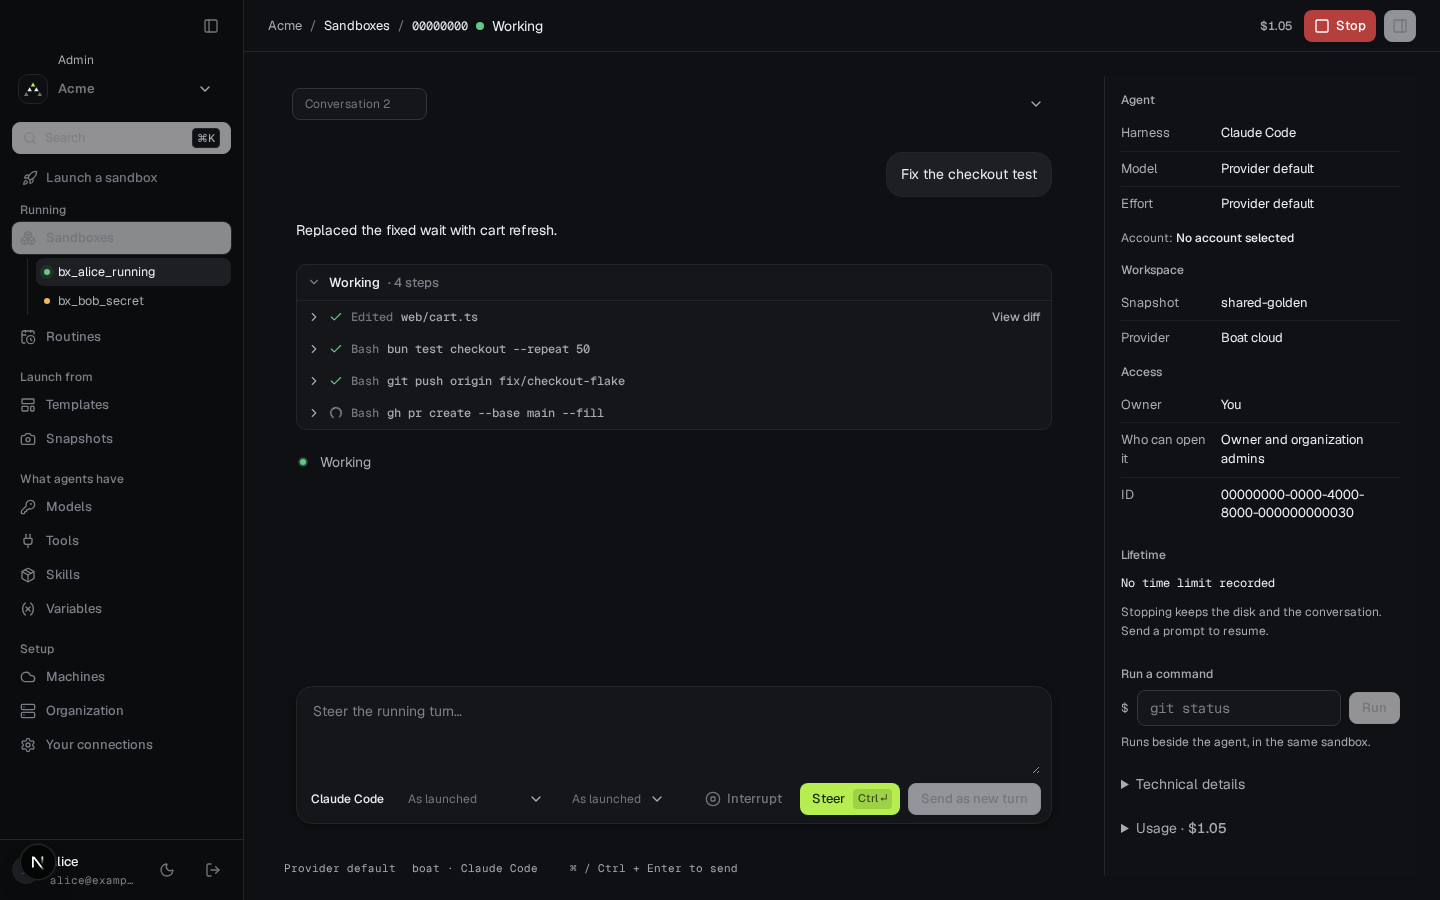 Admin
Acme
Search ⌘K
Launch a sandbox
Running
Sandboxes
bx_alice_running
bx_bob_secret
Routines
Launch from
Templates
Snapshots
What agents have
Models
Tools
Skills
Variables
Setup
Machines
Organization
Your connections
N
lice
alice@examp…
Acme / Sandboxes / 00000000 Working
$1.05 Stop
Conversation 2
Fix the checkout test
Replaced the fixed wait with cart refresh.
Working · 4 steps
Edited web/cart.ts View diff
Bash bun test checkout --repeat 50
Bash git push origin fix/checkout-flake
Bash gh pr create --base main --fill
Working
Steer the running turn…
Claude Code As launched As launched Interrupt Steer Ctrl↵ Send as new turn
Provider default boat · Claude Code ⌘ / Ctrl + Enter to send
Agent
Harness Claude Code
Model Provider default
Effort Provider default
Account: No account selected
Workspace
Snapshot shared-golden
Provider Boat cloud
Access
Owner You
Who can open it Owner and organization admins
ID 00000000-0000-4000-8000-000000000030
Lifetime
No time limit recorded
Stopping keeps the disk and the conversation.
Send a prompt to resume.
Run a command
$ git status Run
Runs beside the agent, in the same sandbox.
Technical details
Usage · $1.05